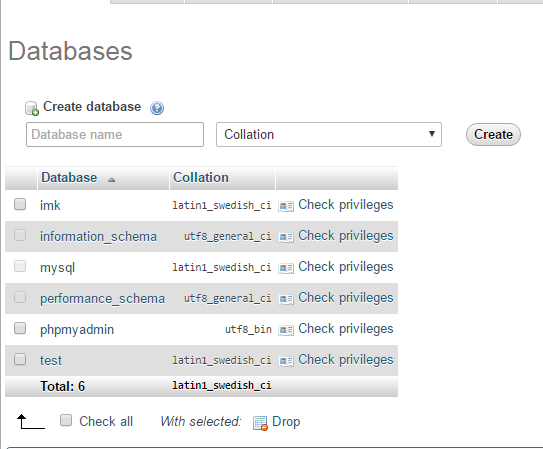 Databases
Create database
Database name Collation Create
Database Collation
imk latin1_swedish_ci Check privileges
information_schema utf8_general_ci Check privileges
mysql latin1_swedish_ci Check privileges
performance_schema utf8_general_ci Check privileges
phpmyadmin utf8_bin Check privileges
test latin1_swedish_ci Check privileges
Total: 6 latin1_swedish_ci
Check all With selected: Drop